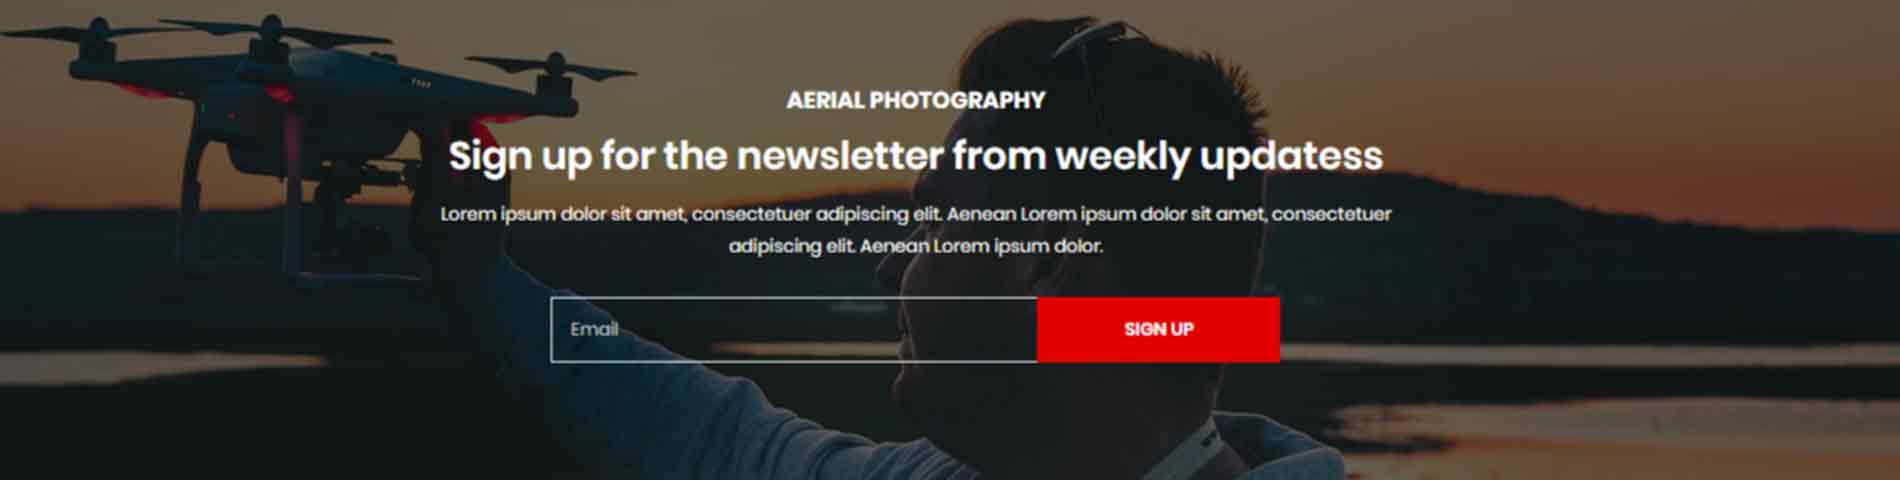 AERIAL PHOTOGRAPHY
Sign up for the newsletter from weekly updatess
Lorem ipsum dolor sit amet, consectetuer adipiscing elit. Aenean Lorem ipsum dolor sit amet, consectetuer
adipiscing elit. Aenean Lorem ipsum dolor.
Email SIGN UP